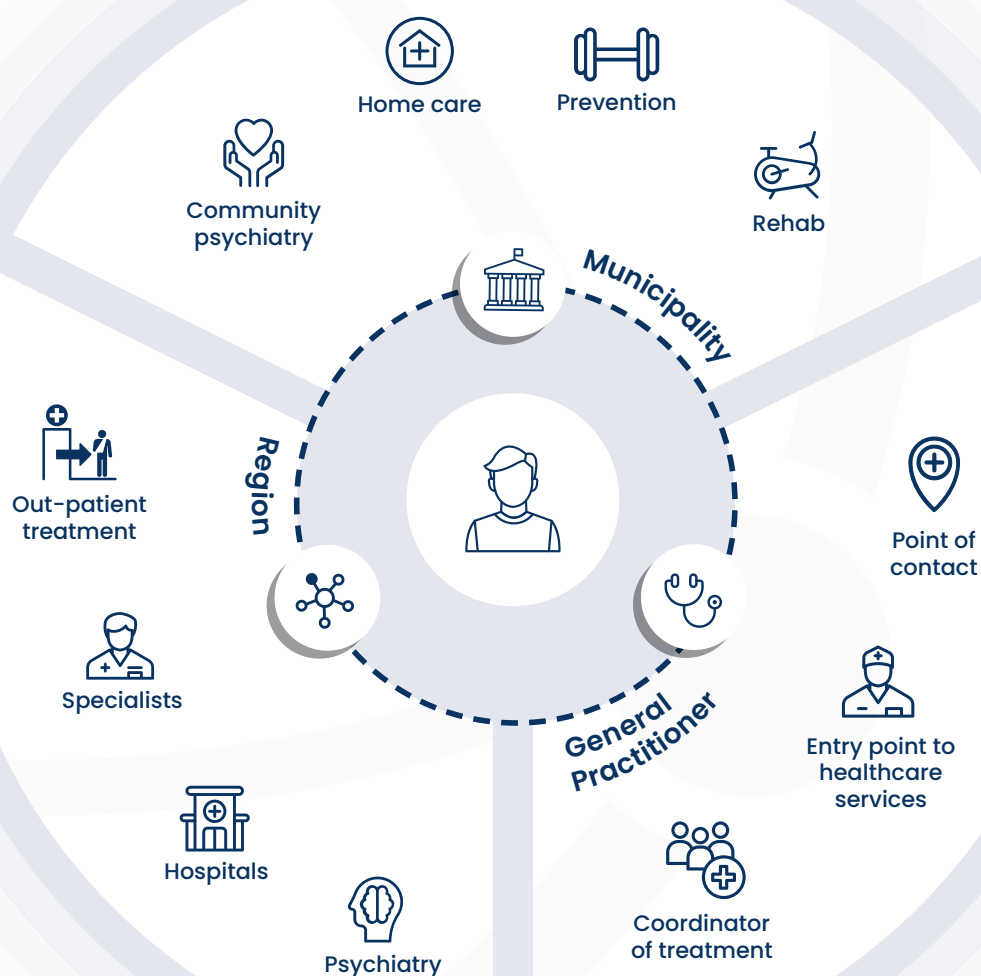 Home care
Prevention
Community
psychiatry
Rehab
Municipality
Region
Out-patient
treatment
Point of
contact
Specialists
General
Practitioner
Entry point to
healthcare
services
Hospitals
Coordinator
of treatment
Psychiatry